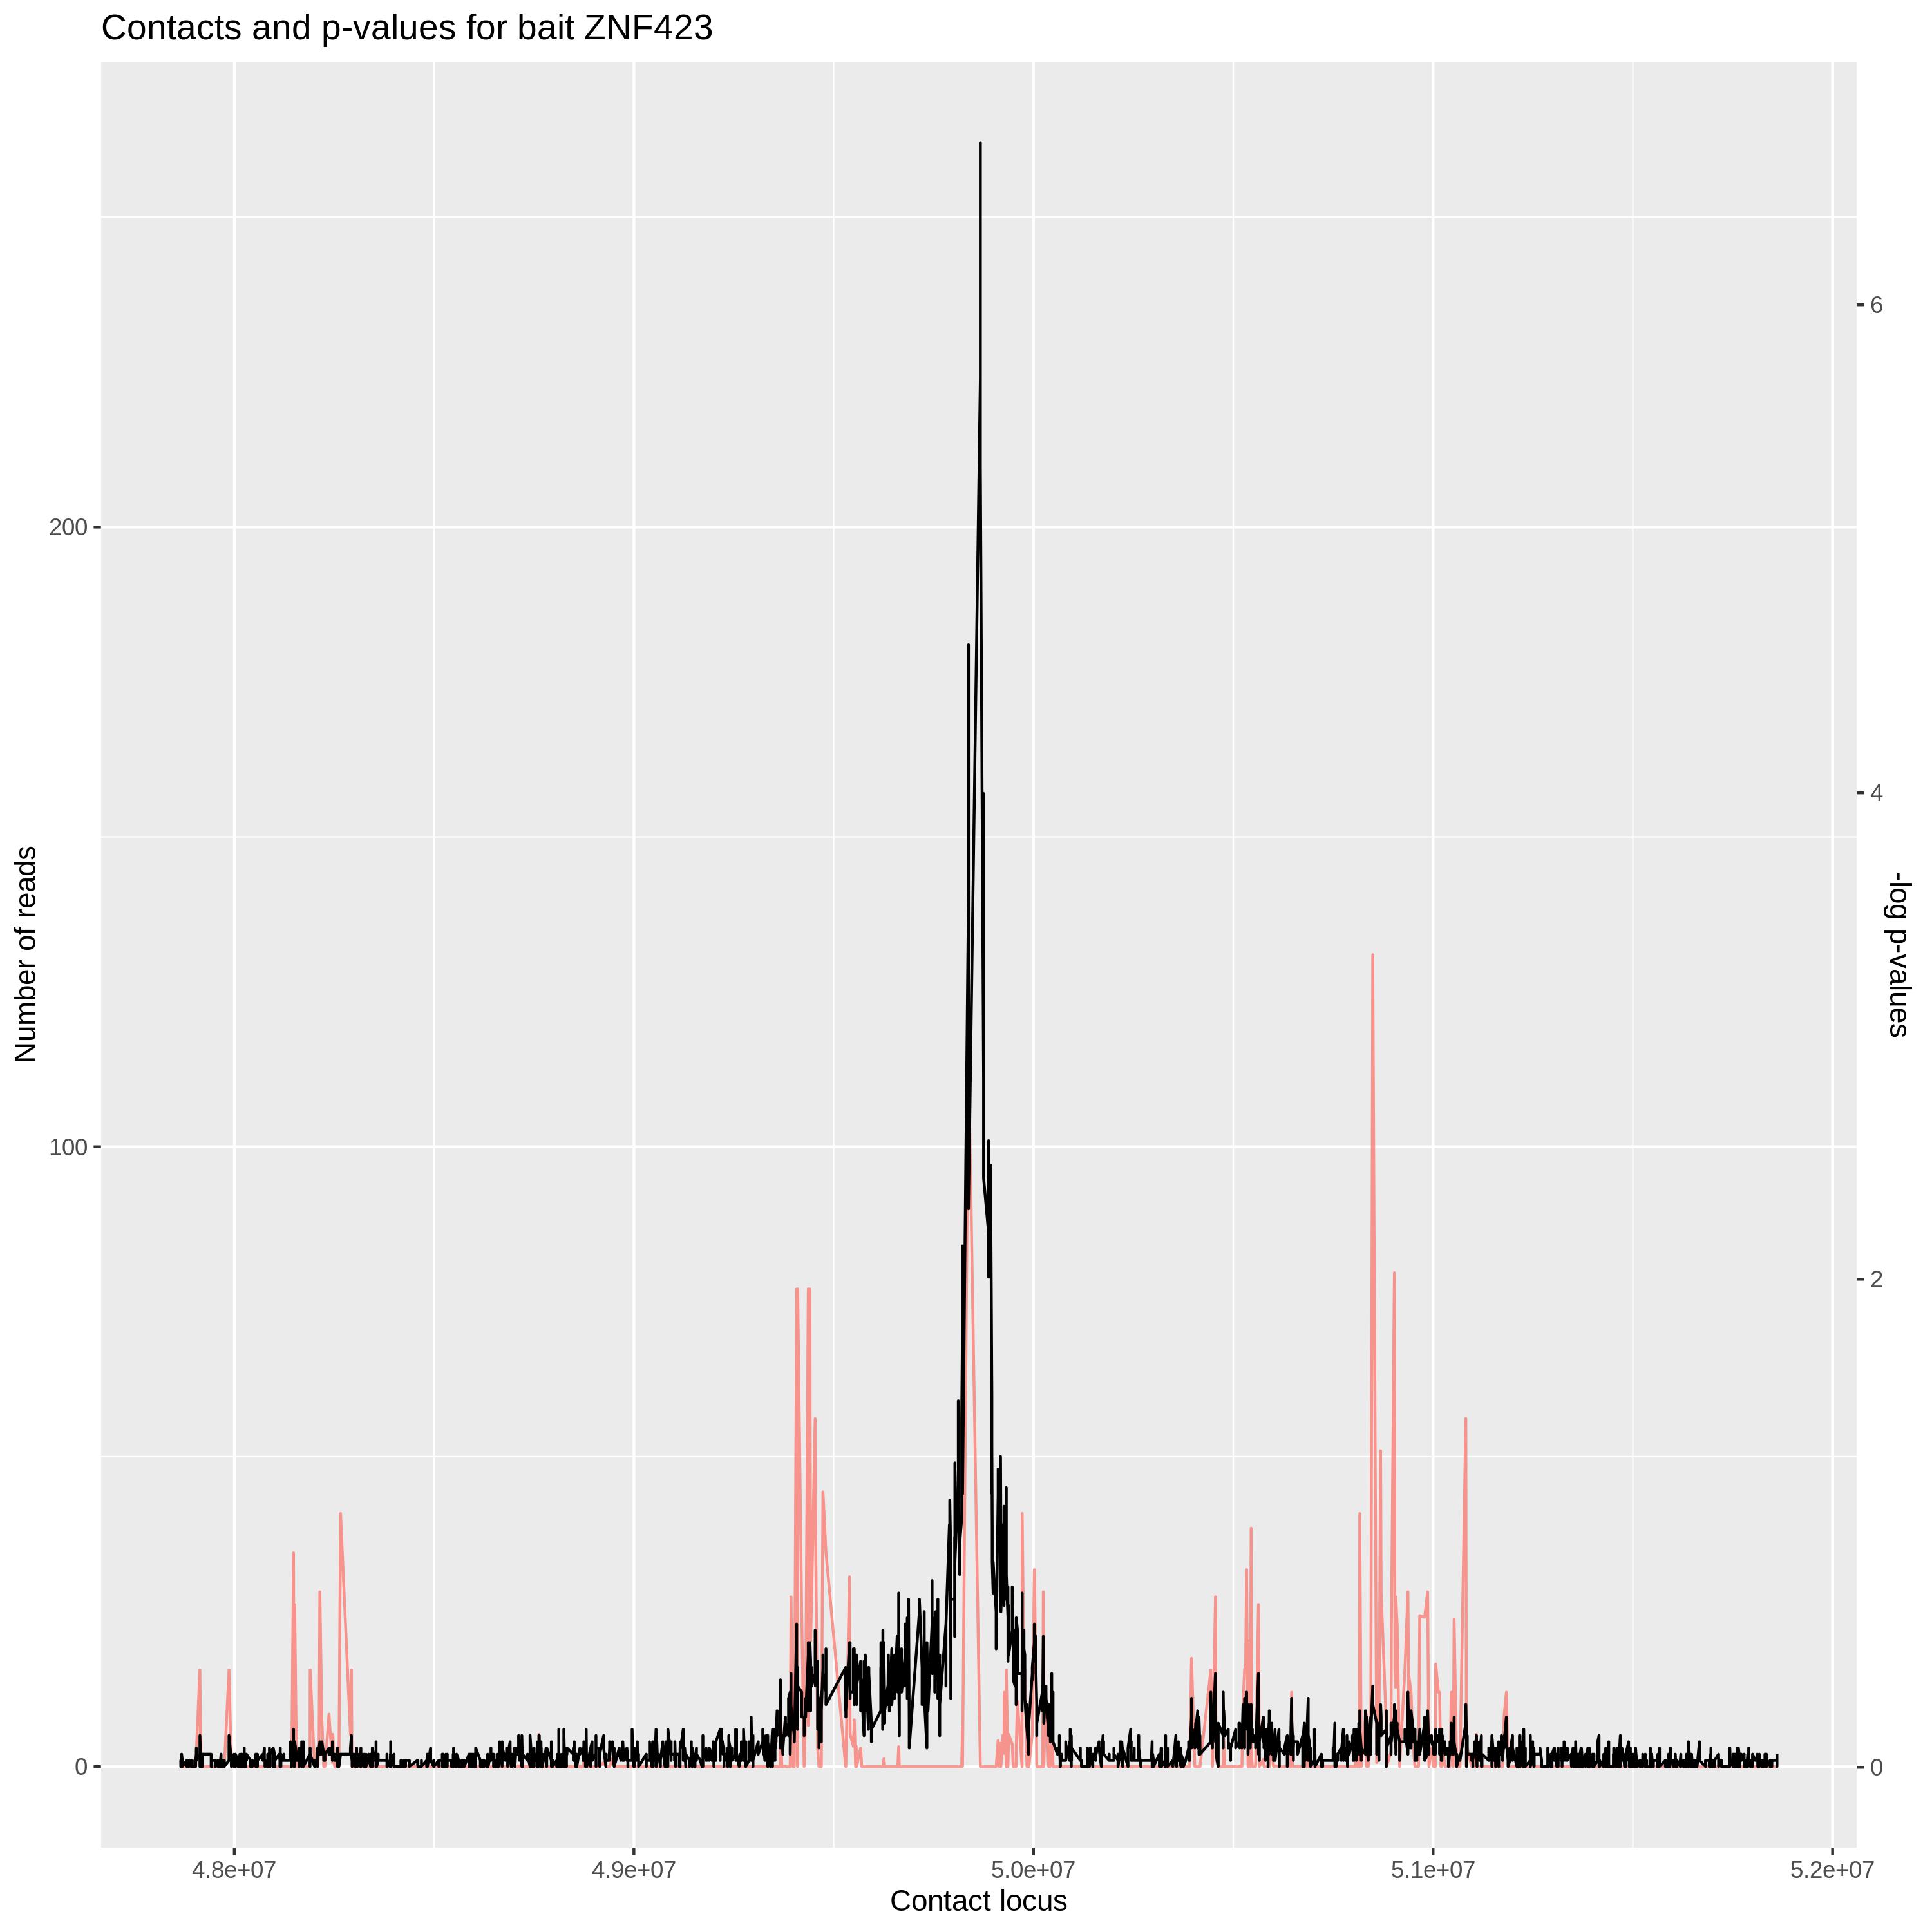 Contacts and p-values for bait ZNF423
Number of reads
200
100
0
6
4
2
0
-log p-values
4.8e+07 4.9e+07 5.0e+07 5.1e+07 5.2e+07
Contact locus